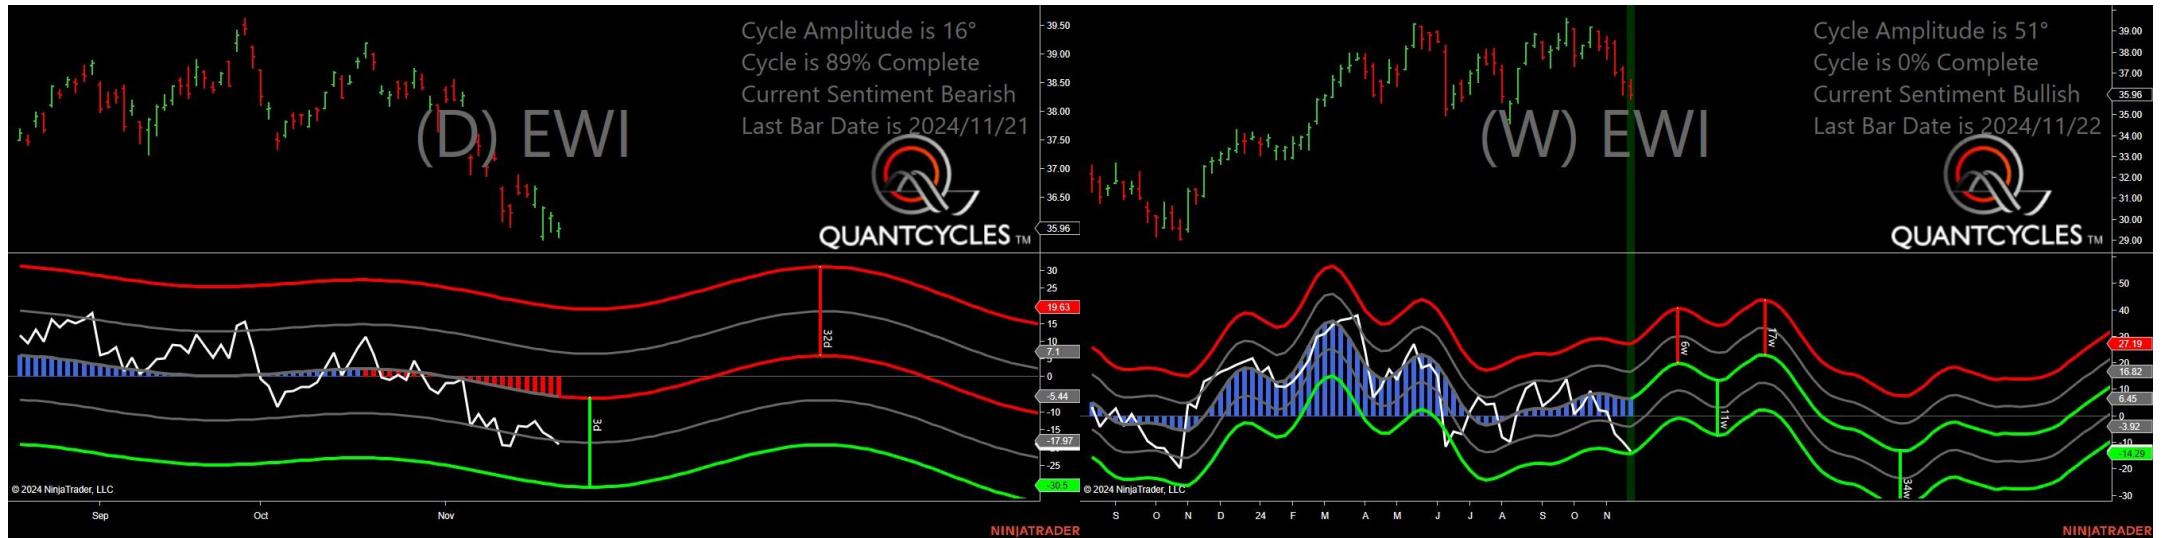 Cycle Amplitude is 16°
Cycle is 89% Complete
Current Sentiment Bearish
Last Bar Date is 2024/11/21
(D) EWI
QUANTCYCLES TM
39.50
39.00
38.50
38.00
37.50
37.00
36.50
35.96
30
25
19.63
15
10
7.1
5
0
-5.44
-10
-15
-17.97
-25
-30.5
32d
3d
© 2024 NinjaTrader, LLC
Sep
Oct
Nov
NINJATRADER
Cycle Amplitude is 51°
Cycle is 0% Complete
Current Sentiment Bullish
Last Bar Date is 2024/11/22
(W) EWI
QUANTCYCLES TM
39.00
38.00
37.00
35.96
35.00
34.00
33.00
32.00
31.00
30.00
29.00
50
40
30
27.19
20
16.82
10
6.45
0
-3.92
-10
-14.29
-20
-30
6w
17w
11w
34w
© 2024 NinjaTrader, LLC
S O N D 24 F M A M J J A S O N
NINJATRADER